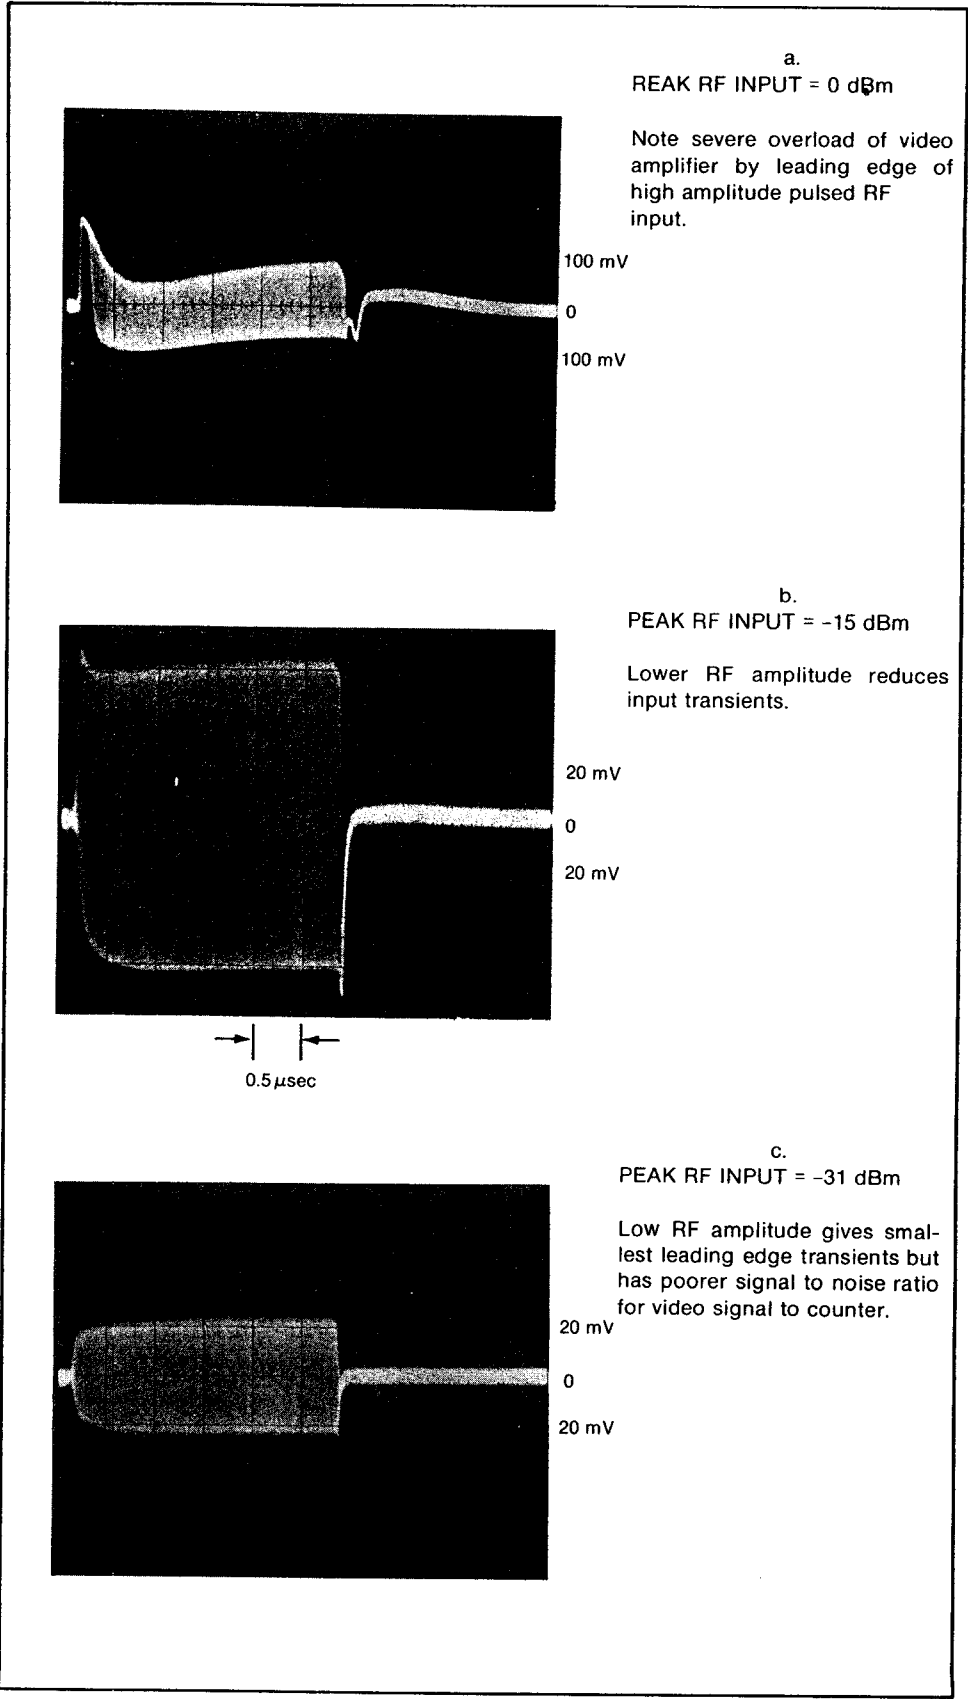 a.
REAK RF INPUT = 0 dBm
Note severe overload of video
amplifier by leading edge of
high amplitude pulsed RF
input.
100 mV
0
100 mV
b.
PEAK RF INPUT = -15 dBm
Lower RF amplitude reduces
input transients.
20 mV
0
20 mV
0.5 μsec
c.
PEAK RF INPUT = -31 dBm
Low RF amplitude gives smal-
lest leading edge transients but
has poorer signal to noise ratio
for video signal to counter.
20 mV
0
20 mV